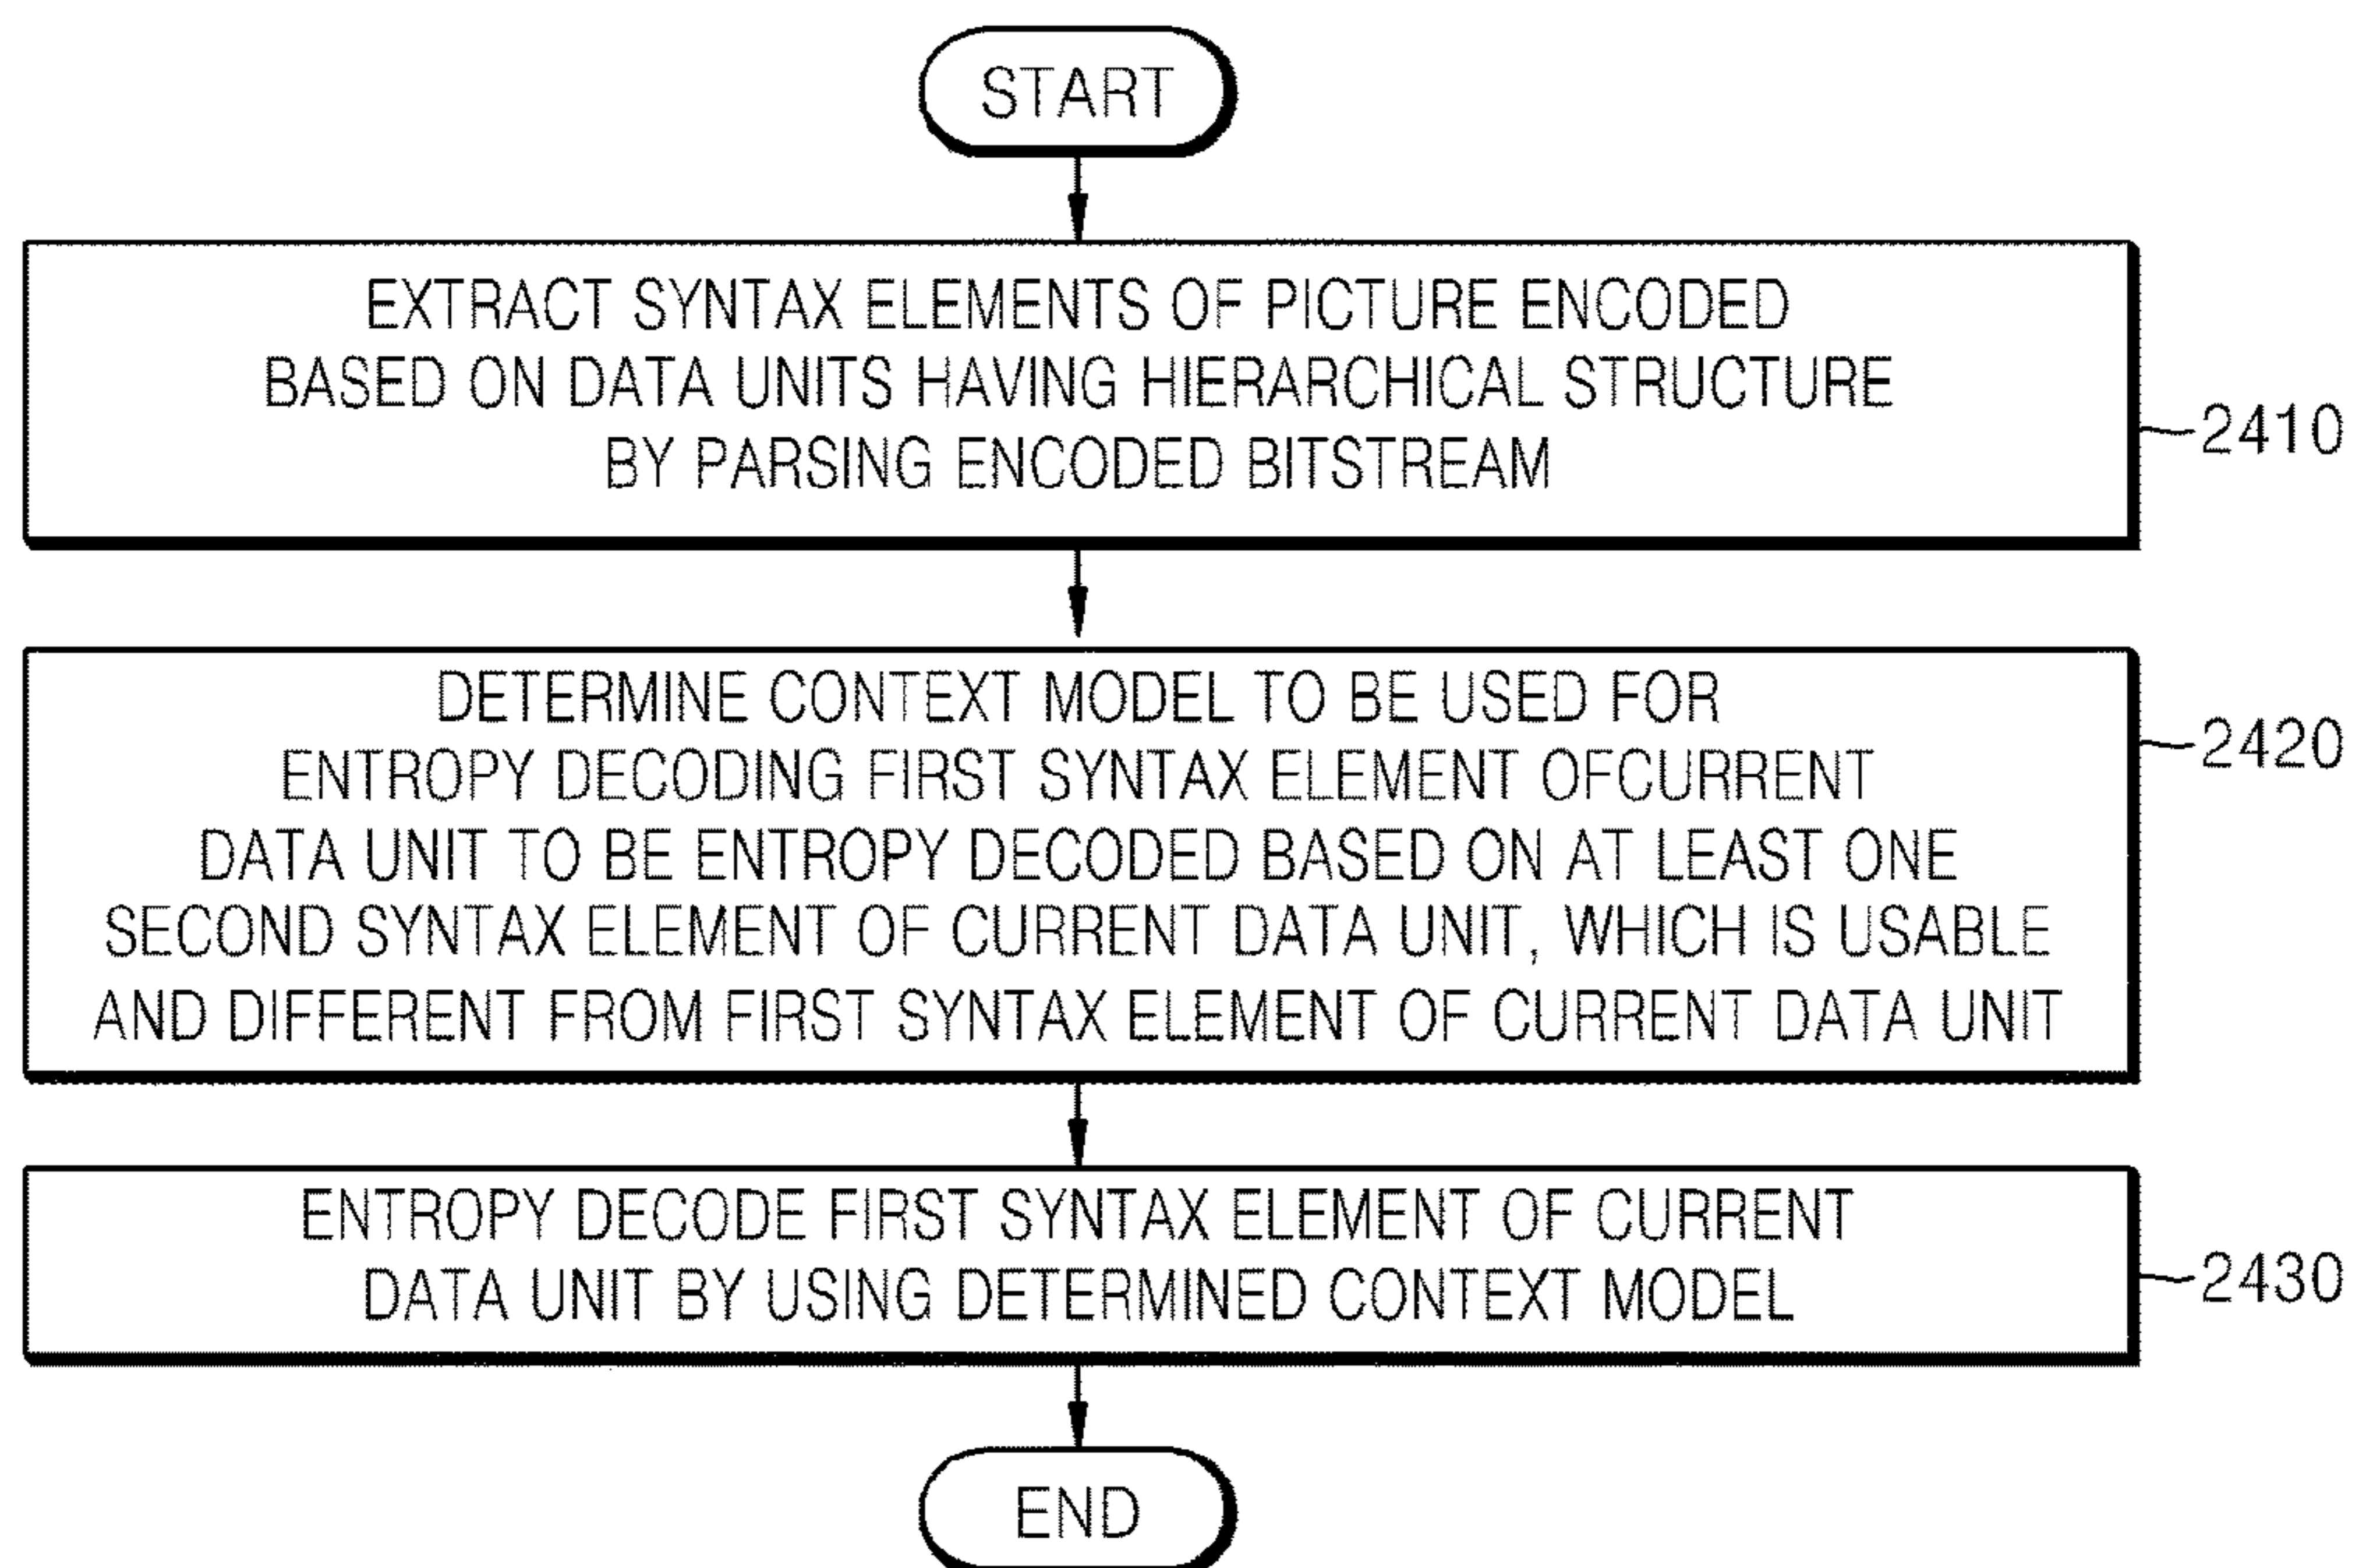 START
EXTRACT SYNTAX ELEMENTS OF PICTURE ENCODED
BASED ON DATA UNITS HAVING HIERARCHICAL STRUCTURE
BY PARSING ENCODED BITSTREAM
2410
DETERMINE CONTEXT MODEL TO BE USED FOR
ENTROPY DECODING FIRST SYNTAX ELEMENT OFCURRENT
DATA UNIT TO BE ENTROPY DECODED BASED ON AT LEAST ONE
SECOND SYNTAX ELEMENT OF CURRENT DATA UNIT, WHICH IS USABLE
AND DIFFERENT FROM FIRST SYNTAX ELEMENT OF CURRENT DATA UNIT
2420
ENTROPY DECODE FIRST SYNTAX ELEMENT OF CURRENT
DATA UNIT BY USING DETERMINED CONTEXT MODEL
2430
END